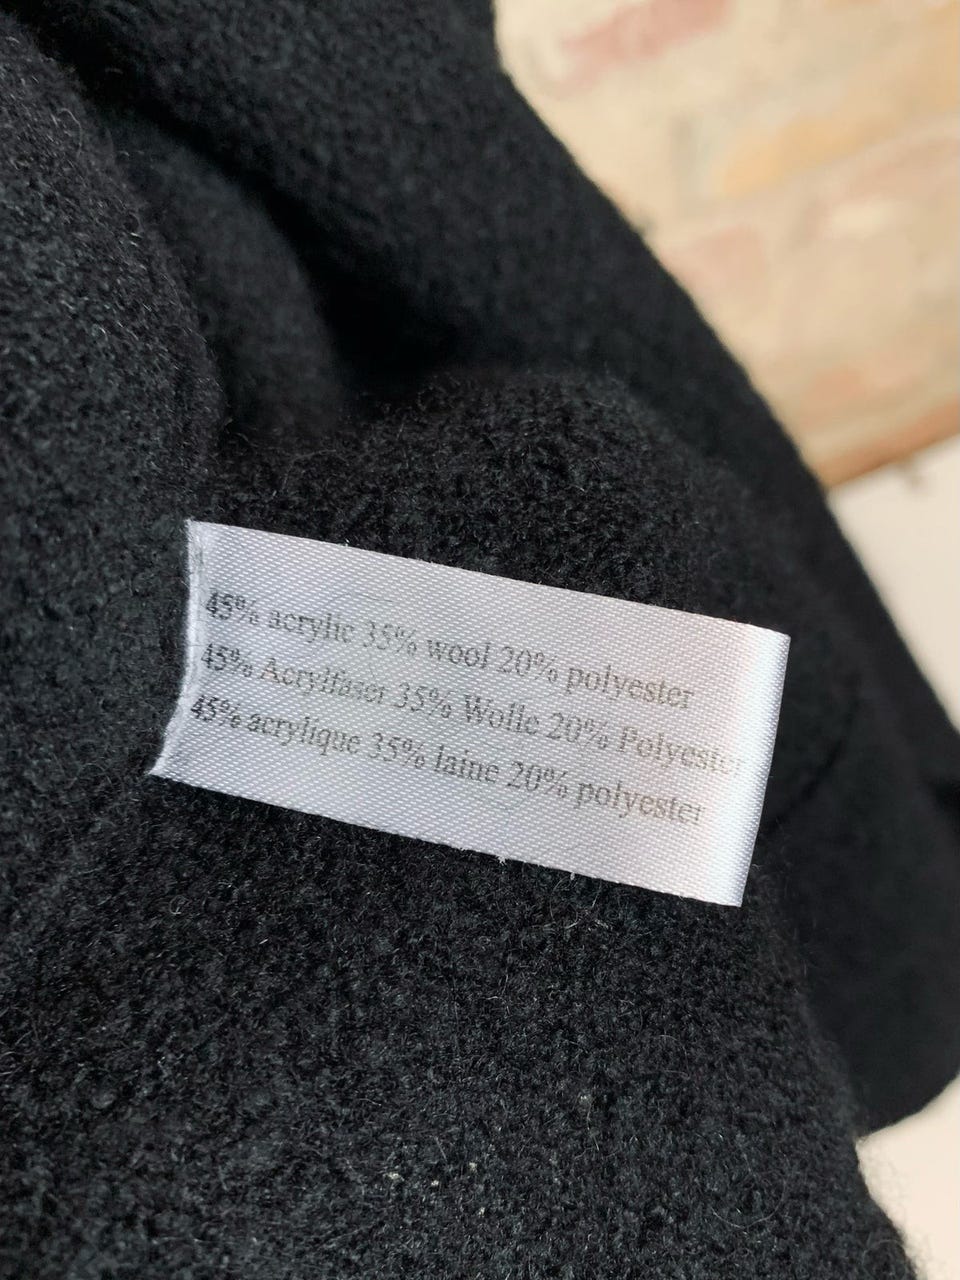 45% acrylic 35% wool 20% polyester
45% Acrylfaser 35% Wolle 20% Polyester
45% acrylique 35% laine 20% polyester